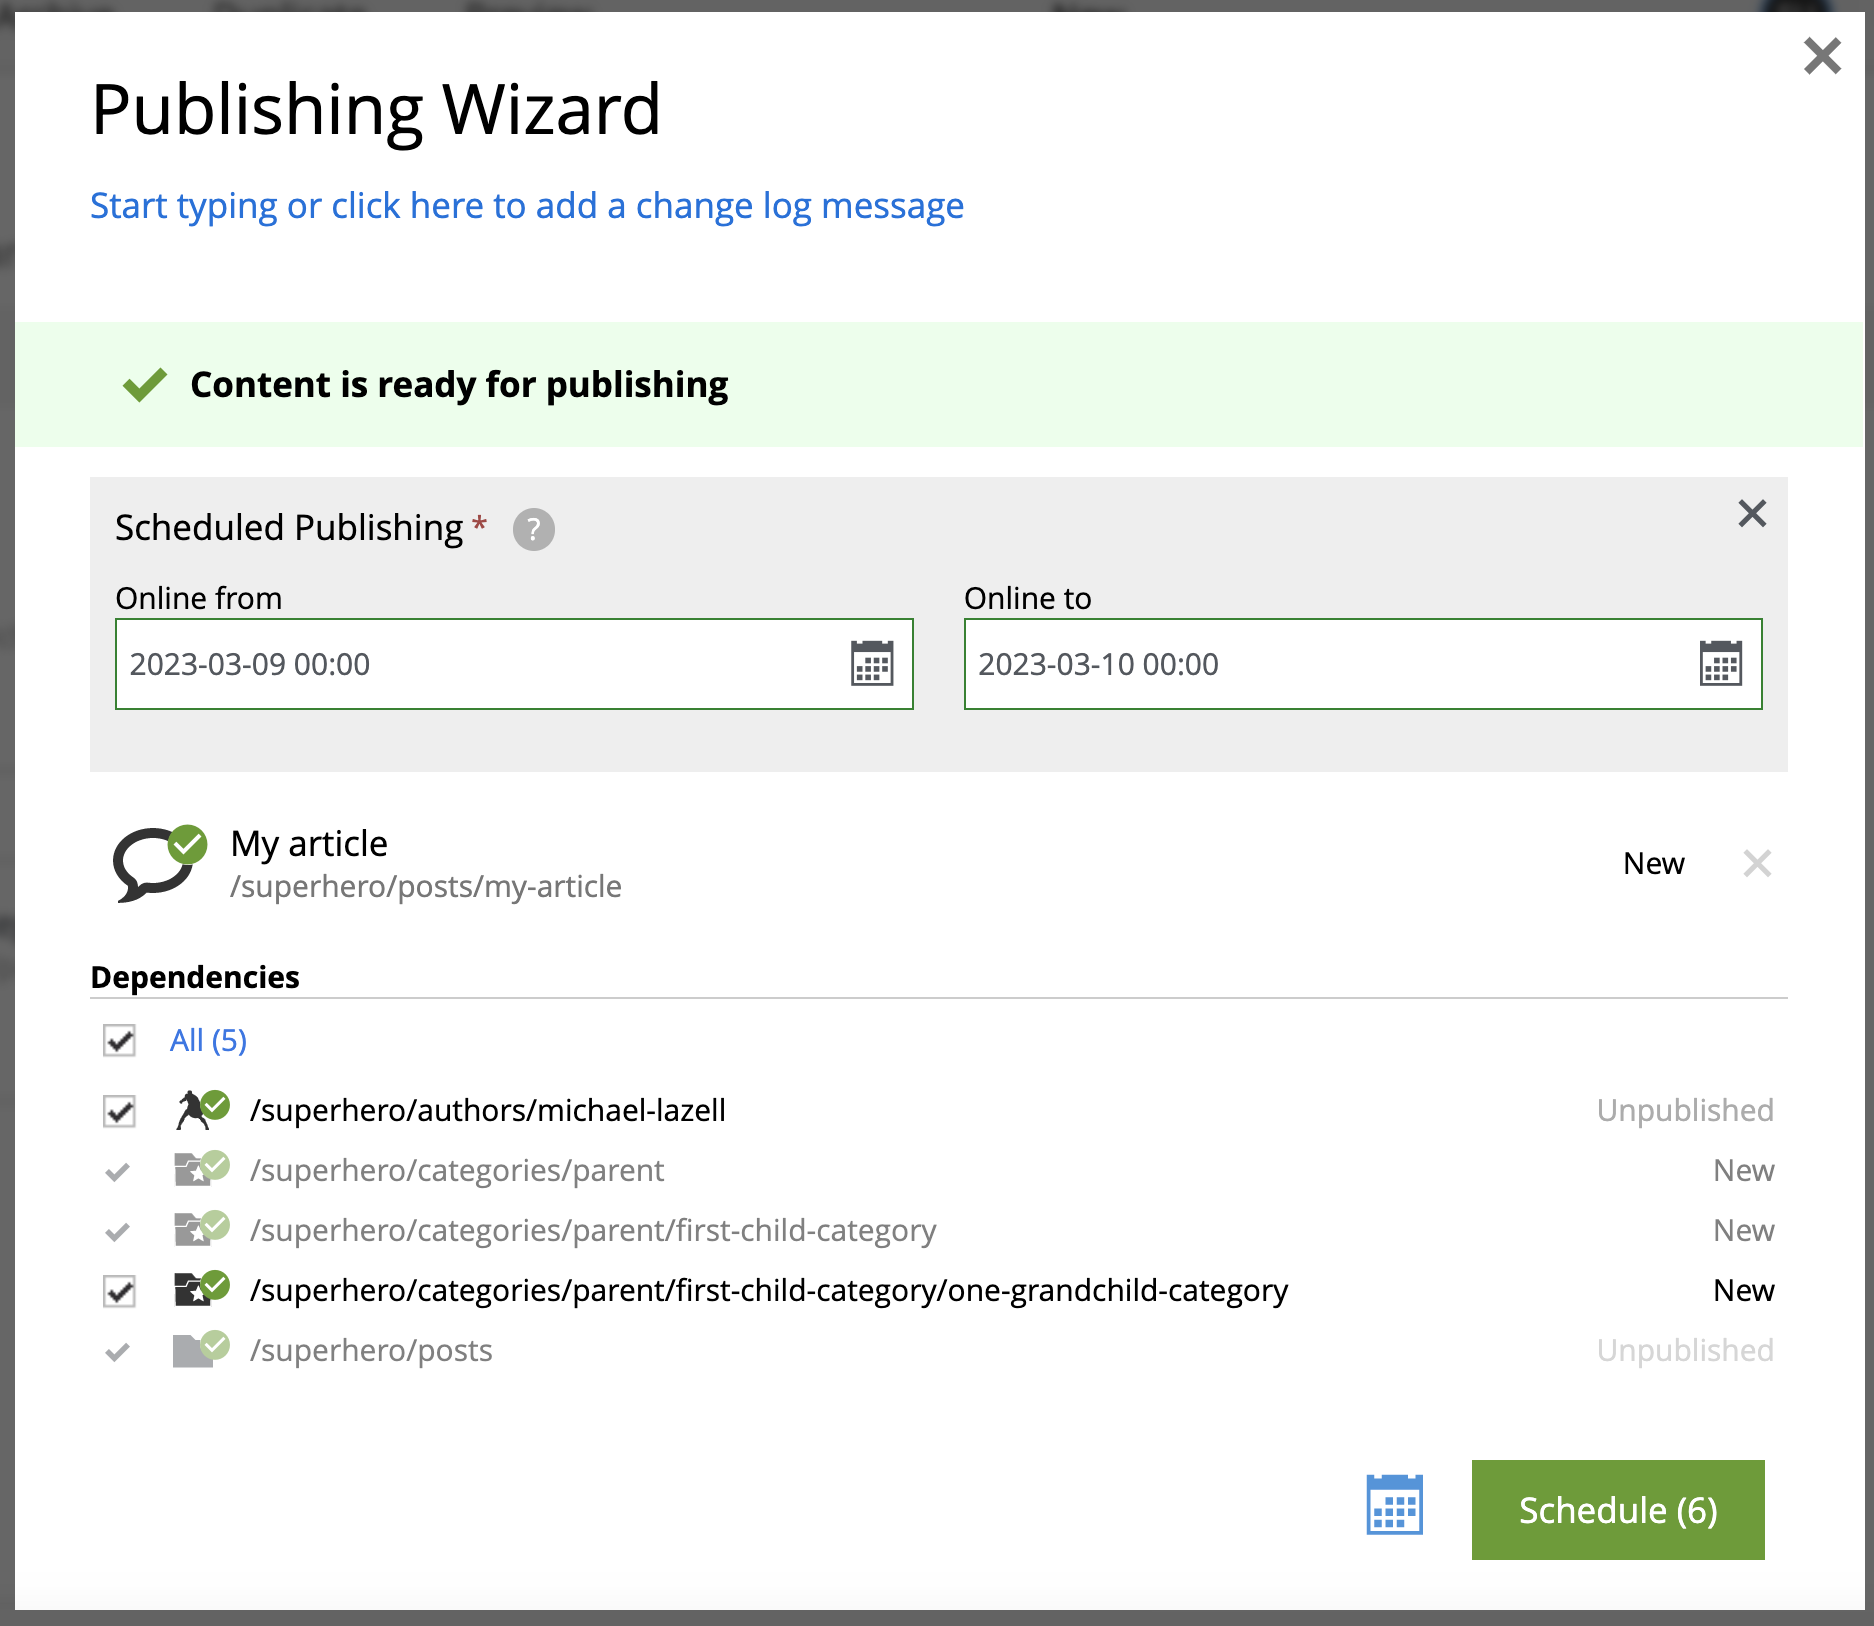 Publishing Wizard
Start typing or click here to add a change log message
Content is ready for publishing
Scheduled Publishing * ?
Online from
Online to
2023-03-09 00:00
2023-03-10 00:00
My article
/superhero/posts/my-article
New
Dependencies
All (5)
/superhero/authors/michael-lazell Unpublished
/superhero/categories/parent New
/superhero/categories/parent/first-child-category New
/superhero/categories/parent/first-child-category/one-grandchild-category New
/superhero/posts Unpublished
Schedule (6)